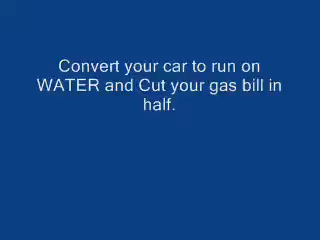 Convert your car to run on
WATER and Cut your gas bill in
half.